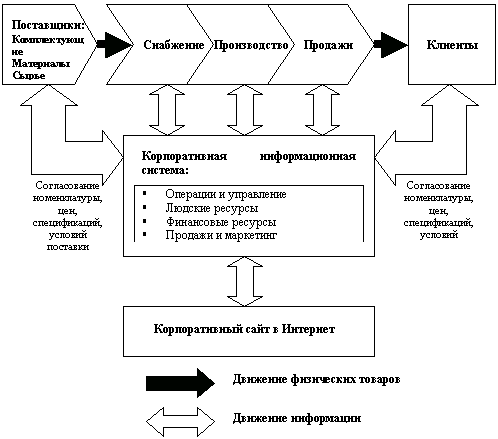 Поставщики:
Комплектующ
ие
Материалы
Сырье
Снабжение
Производство
Продажи
Клиенты
Корпоративная информационная
система:
▪ Операции и управление
▪ Людские ресурсы
▪ Финансовые ресурсы
▪ Продажи и маркетинг
Согласование
номенклатуры,
цен,
спецификаций,
условий
поставки
Согласование
номенклатуры,
цен,
спецификаций,
условий
Корпоративный сайт в Интернет
Движение физических товаров
Движение информации